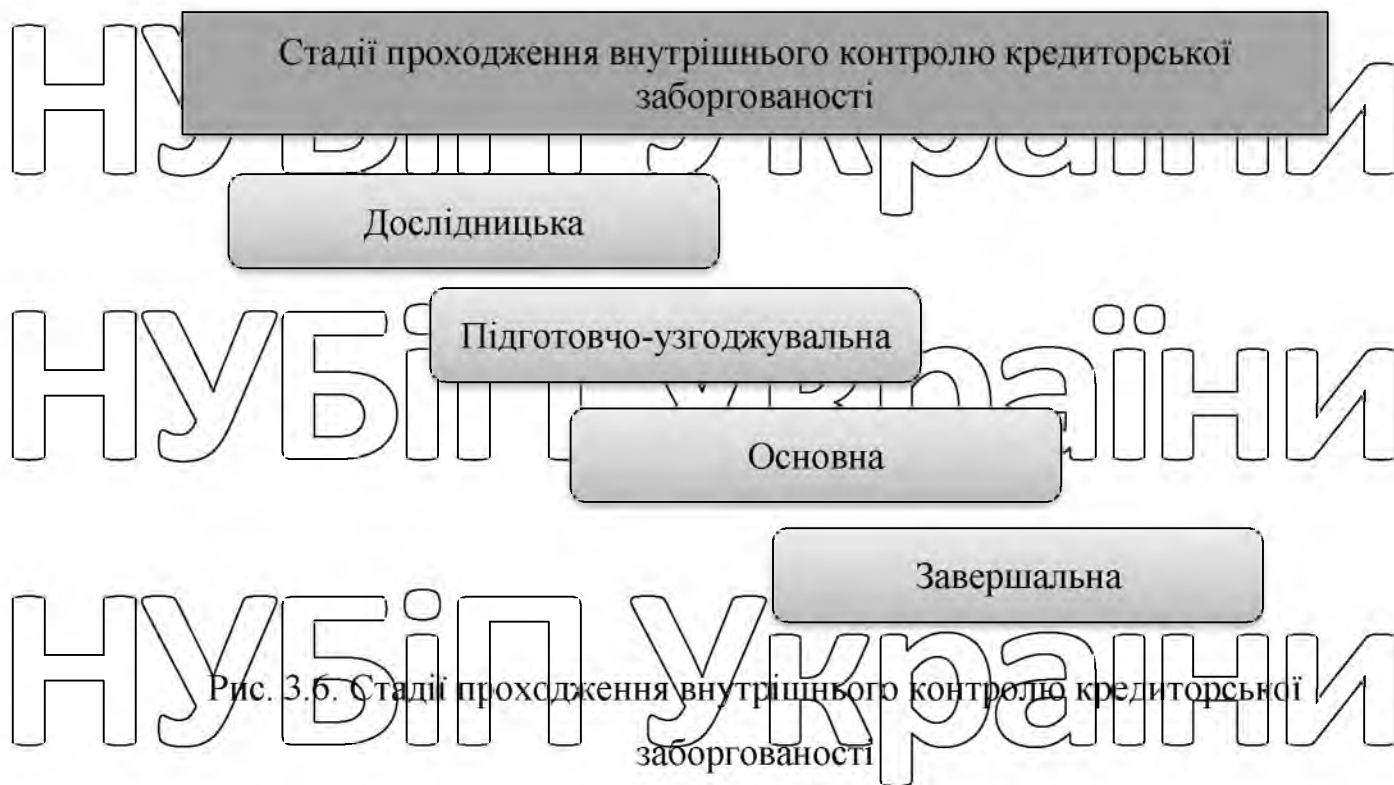 НУБіП України
Стадії проходження внутрішнього контролю кредиторської
заборгованості
Дослідницька
НУБіП України
Підготовчо-узгоджувальна
Основна
Завершальна
НУБіП України
Рис. 3.6. Стадії проходження внутрішнього контролю кредиторської
заборгованості